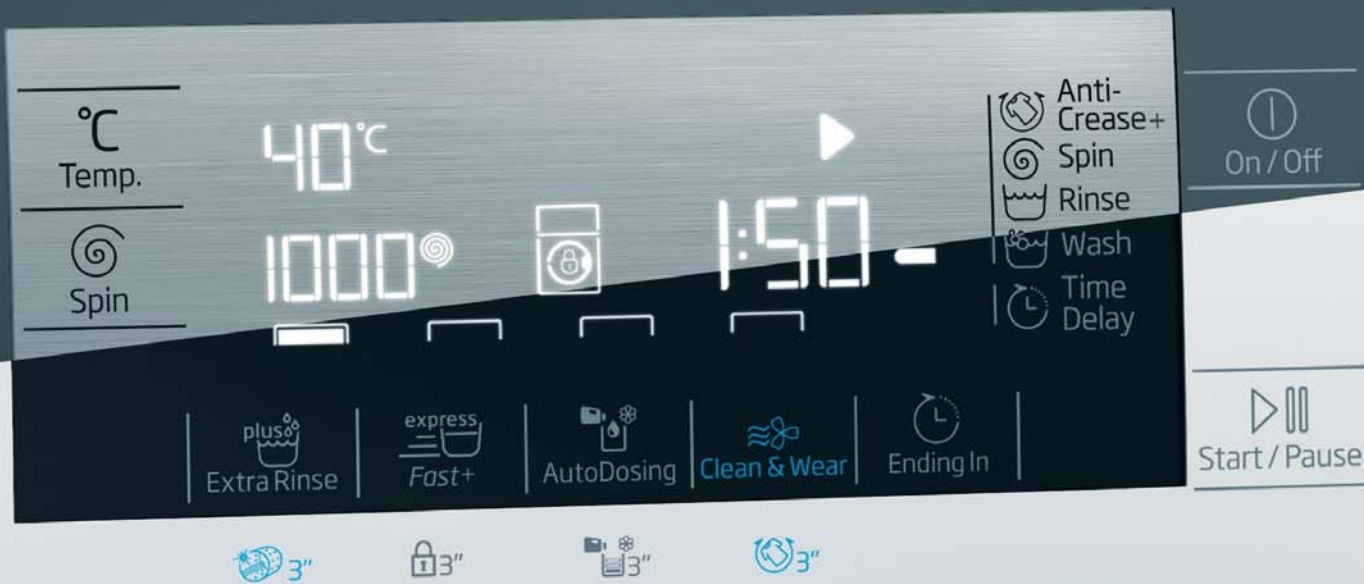 °C
Temp.
Spin
40°C
1000
1:50
Anti-
Crease+
Spin
Rinse
Wash
Time
Delay
On / Off
plus
Extra Rinse
express
Fast+
AutoDosing
Clean & Wear
Ending In
Start / Pause
3"
3"
3"
3"